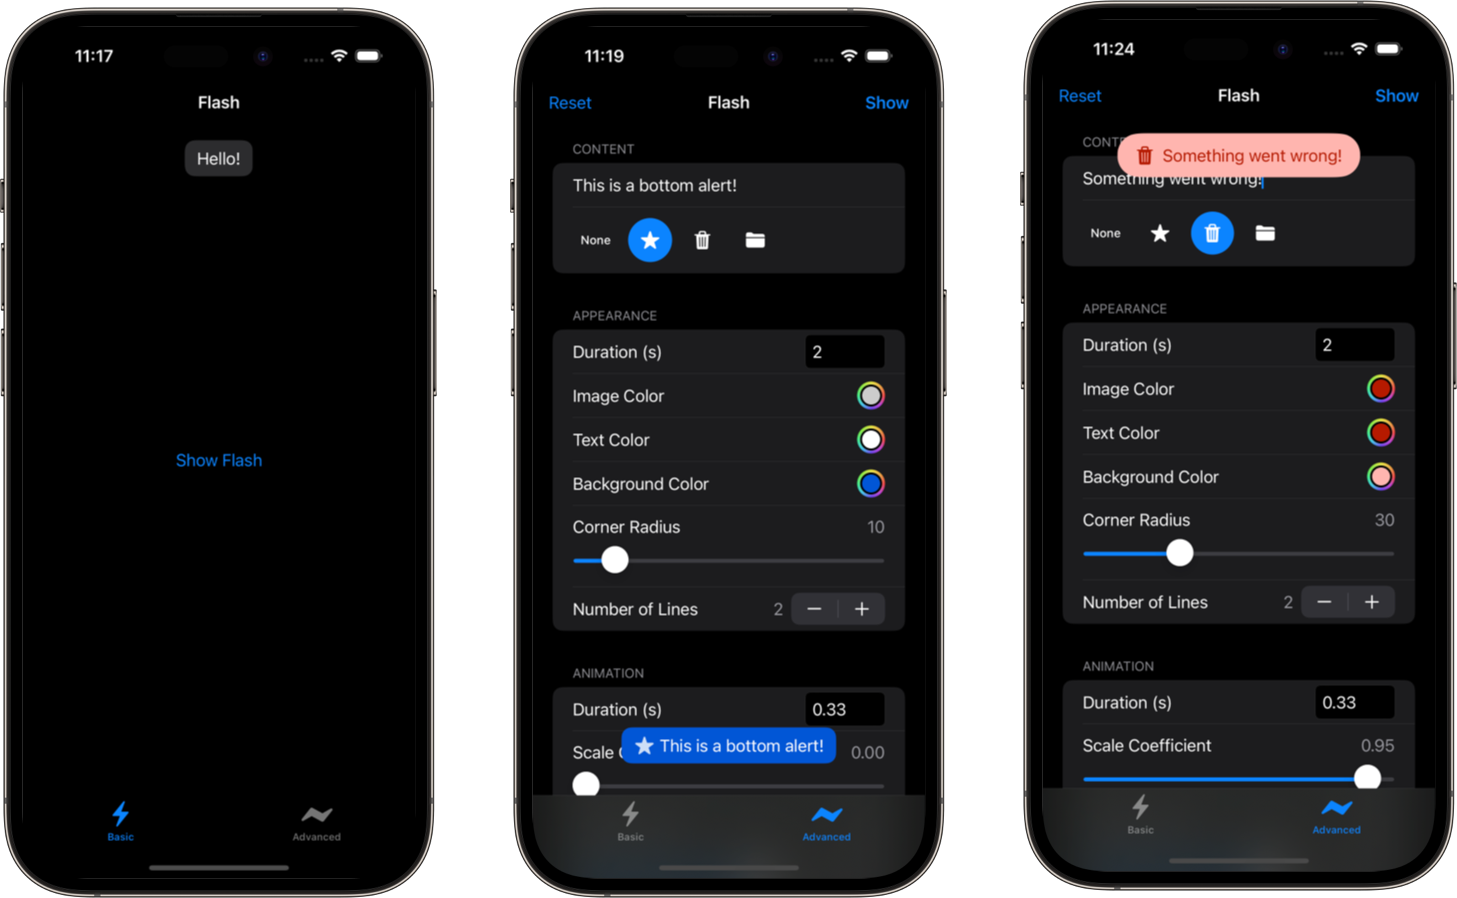 11:17
Flash
Hello!
Show Flash
Basic
Advanced
11:19
Reset
Flash
Show
CONTENT
This is a bottom alert!
None
APPEARANCE
Duration (s)
2
Image Color
Text Color
Background Color
Corner Radius
10
Number of Lines
2
ANIMATION
Duration (s)
0.33
Scale
This is a bottom alert!
0.00
Basic
Advanced
11:24
Reset
Flash
Show
CONT
Something went wrong!
Something went wrong!
None
APPEARANCE
Duration (s)
2
Image Color
Text Color
Background Color
Corner Radius
30
Number of Lines
2
ANIMATION
Duration (s)
0.33
Scale Coefficient
0.95
Basic
Advanced